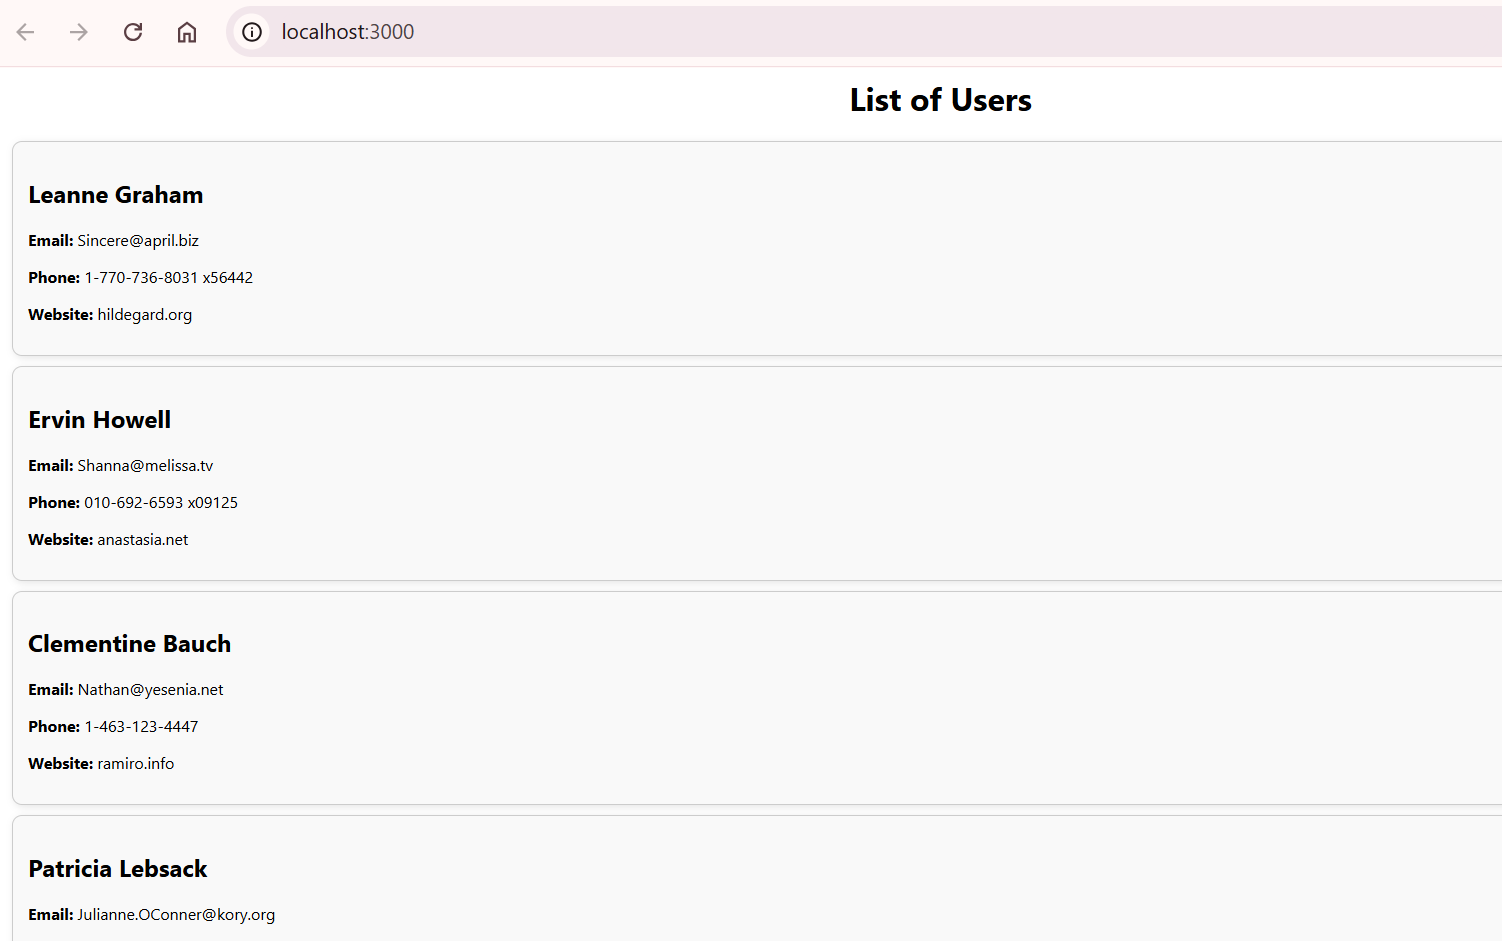 localhost:3000
List of Users
Leanne Graham
Email: Sincere@april.biz
Phone: 1-770-736-8031 x56442
Website: hildegard.org
Ervin Howell
Email: Shanna@melissa.tv
Phone: 010-692-6593 x09125
Website: anastasia.net
Clementine Bauch
Email: Nathan@yesenia.net
Phone: 1-463-123-4447
Website: ramiro.info
Patricia Lebsack
Email: Julianne.OConner@kory.org